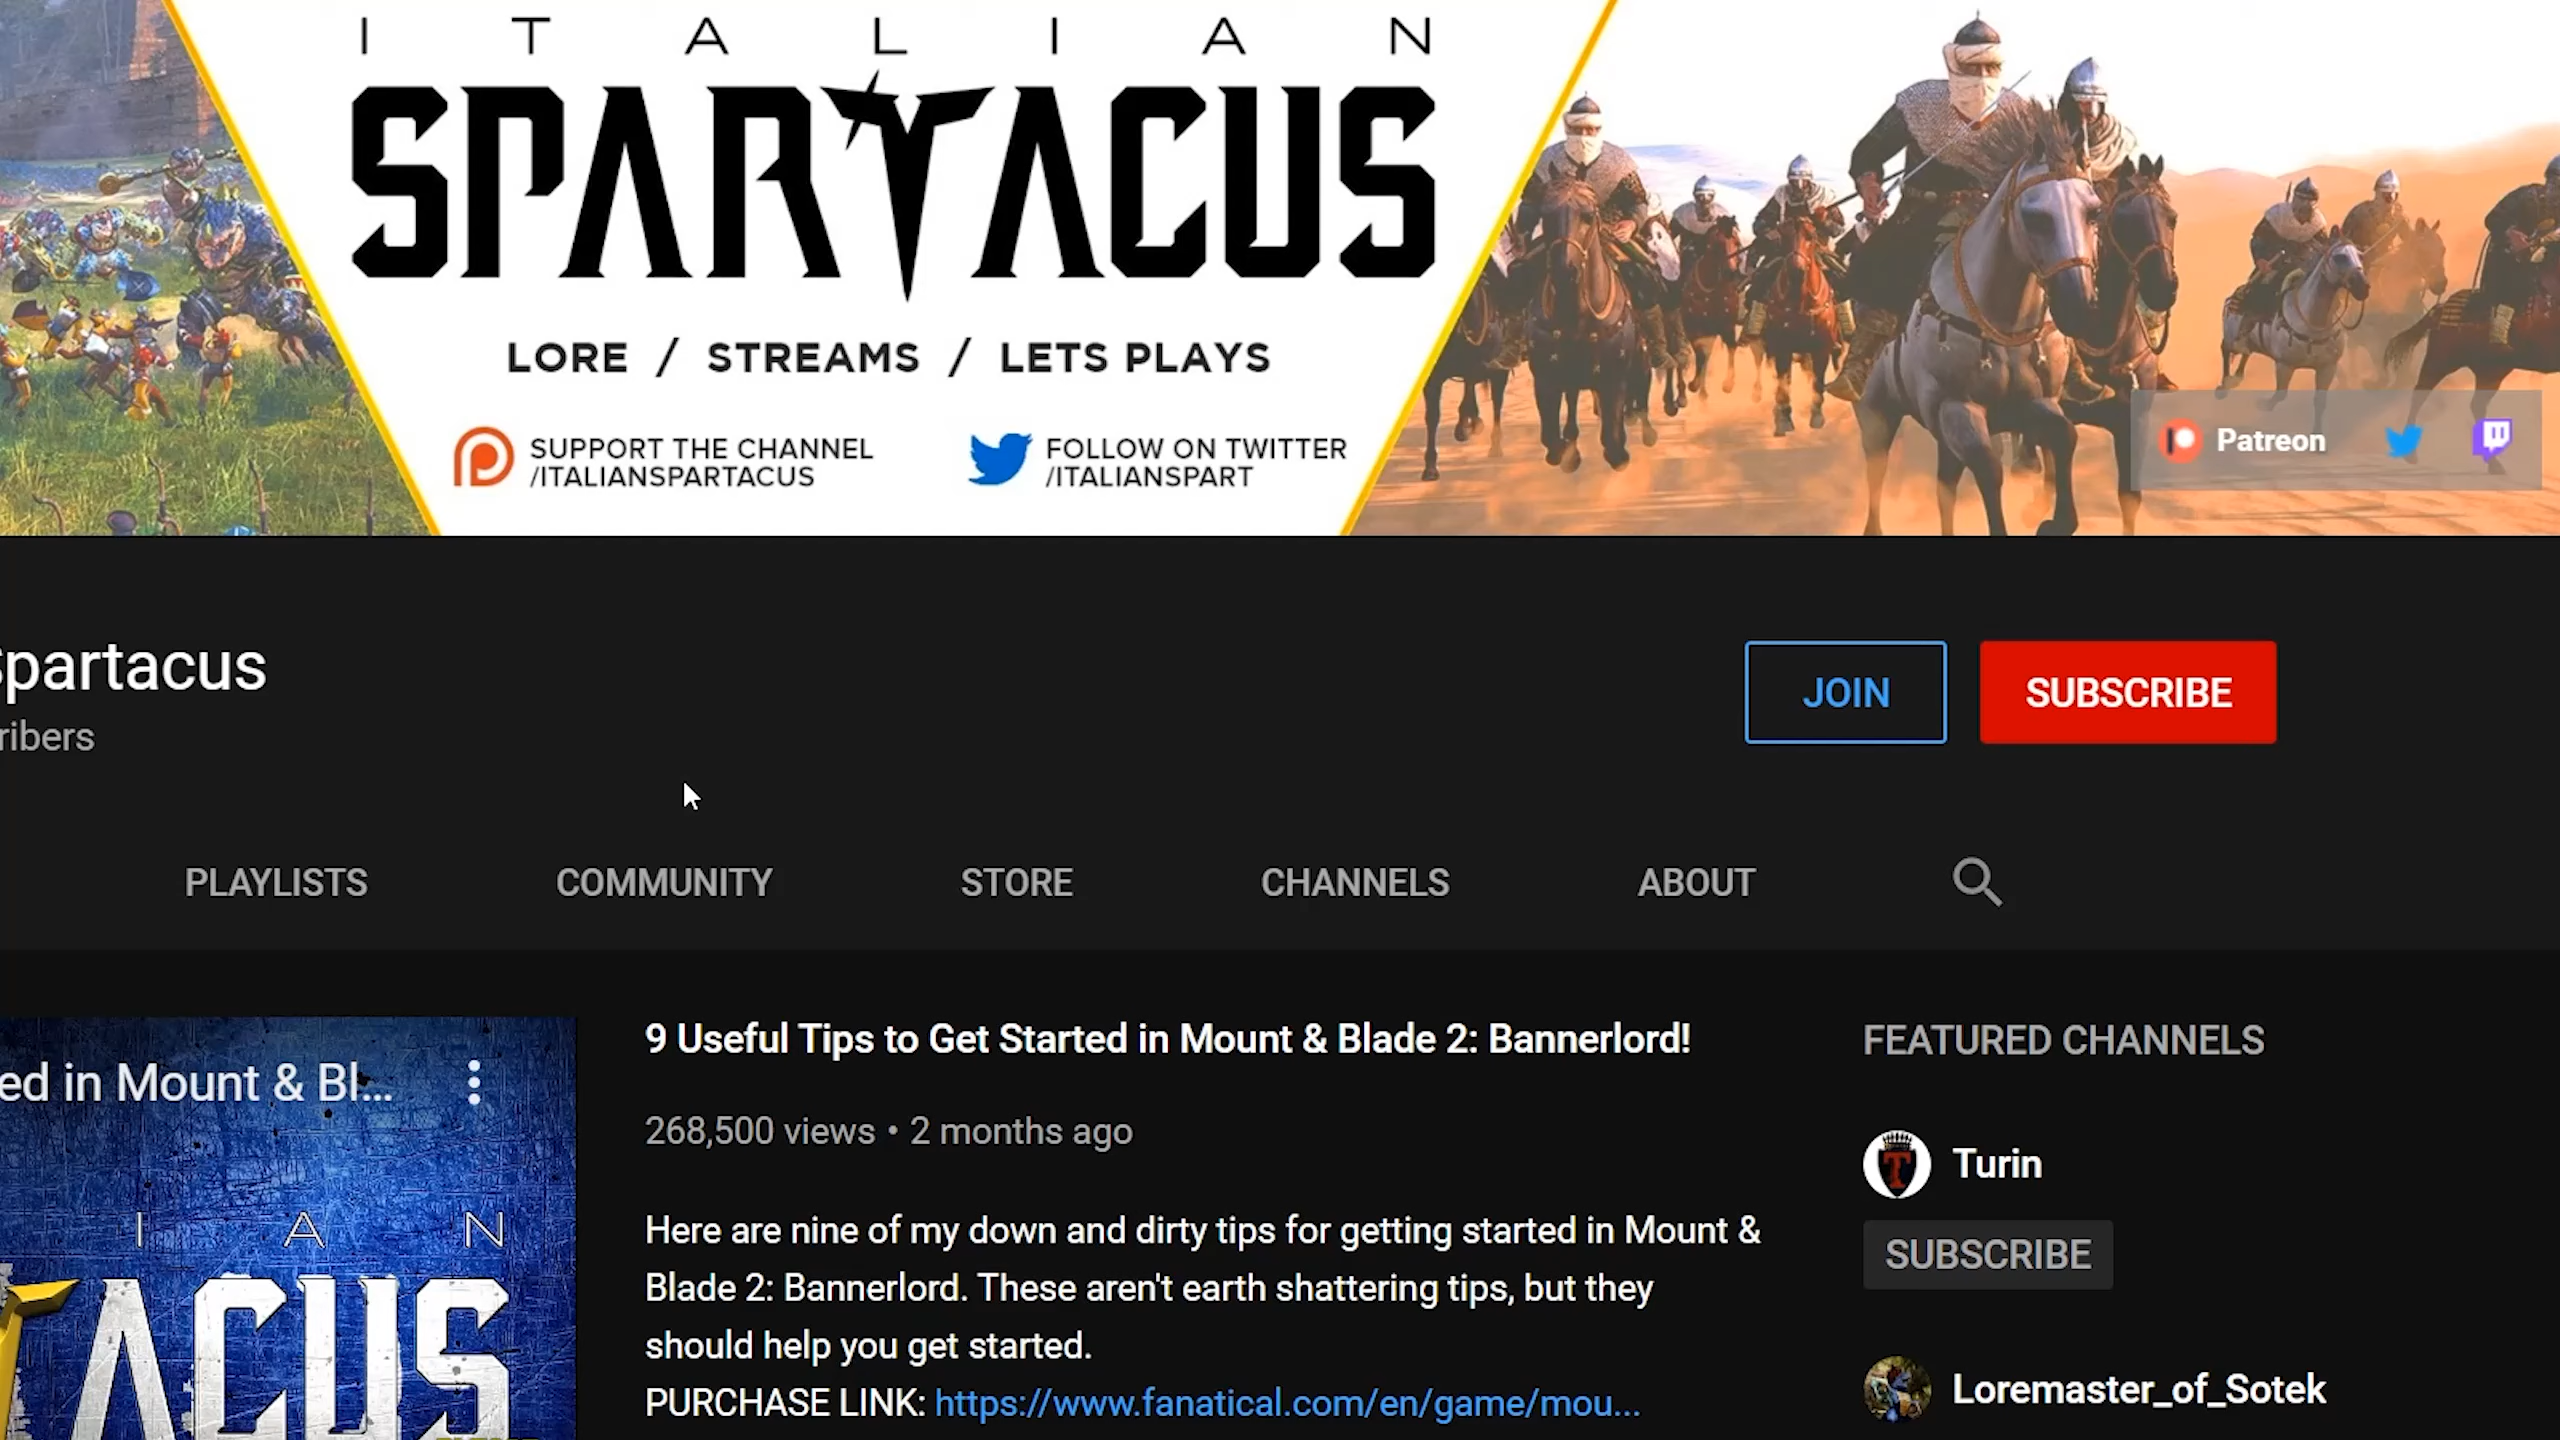 ITALIAN
SPARTACUS
LORE / STREAMS / LETS PLAYS
SUPPORT THE CHANNEL
/ITALIANSPARTACUS
FOLLOW ON TWITTER
/ITALIANSPART
Patreon
Spartacus
ribers
JOIN
SUBSCRIBE
PLAYLISTS
COMMUNITY
STORE
CHANNELS
ABOUT
ed in Mount & Bl...
I A N
TACUS
9 Useful Tips to Get Started in Mount & Blade 2: Bannerlord!
268,500 views • 2 months ago
Here are nine of my down and dirty tips for getting started in Mount &
Blade 2: Bannerlord. These aren't earth shattering tips, but they
should help you get started.
PURCHASE LINK: https://www.fanatical.com/en/game/mou...
FEATURED CHANNELS
T
Turin
SUBSCRIBE
Loremaster_of_Sotek